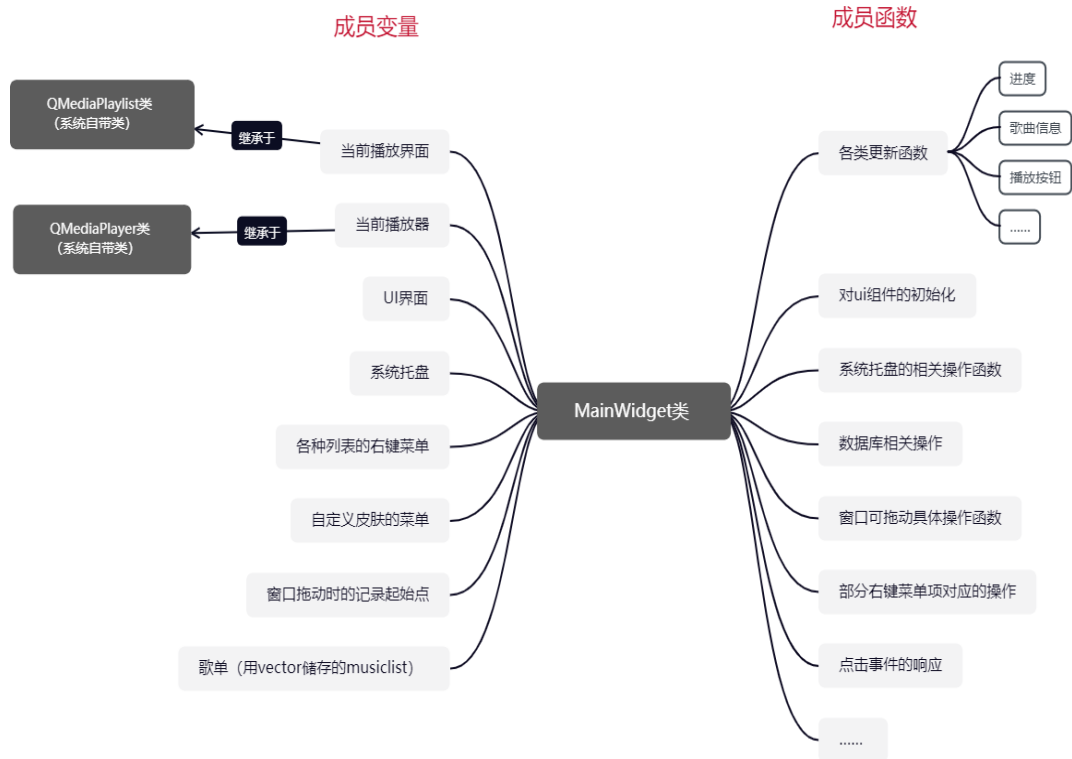 成员变量
成员函数
QMediaPlaylist类
（系统自带类）
继承于
当前播放界面
QMediaPlayer类
（系统自带类）
继承于
当前播放器
UI界面
系统托盘
各种列表的右键菜单
自定义皮肤的菜单
窗口拖动时的记录起始点
歌单（用vector储存的musiclist）
MainWidget类
各类更新函数
进度
歌曲信息
播放按钮
......
对ui组件的初始化
系统托盘的相关操作函数
数据库相关操作
窗口可拖动具体操作函数
部分右键菜单项对应的操作
点击事件的响应
......